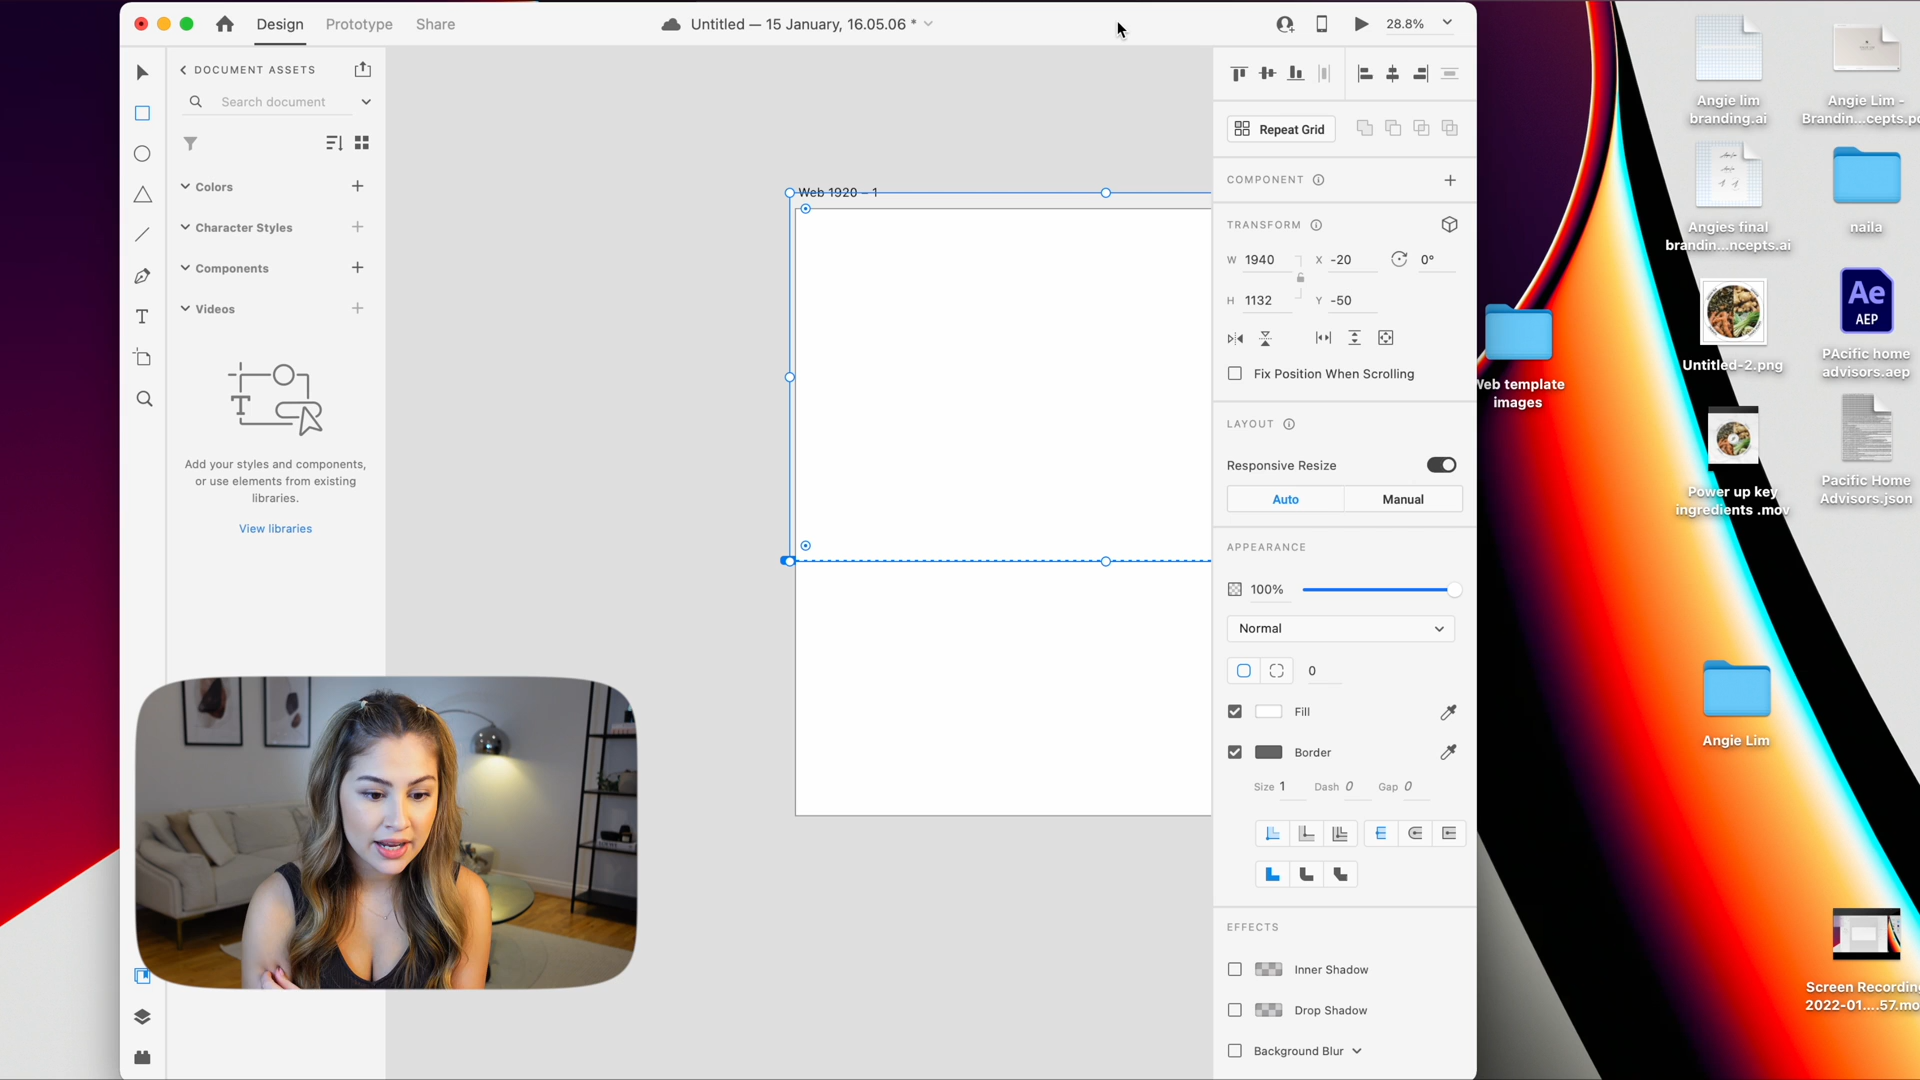 Design
Prototype
Share
Untitled — 15 January, 16.05.06 *
28.8%
DOCUMENT ASSETS
Search document
Colors
Character Styles
Components
Videos
T
Add your styles and components,
or use elements from existing
libraries.
View libraries
Web 1920 – 1
Repeat Grid
COMPONENT
TRANSFORM
W 1940
X -20
0°
H 1132
Y -50
Fix Position When Scrolling
LAYOUT
Responsive Resize
Auto
Manual
APPEARANCE
100%
Normal
0
Fill
Border
Size 1
Dash 0
Gap 0
EFFECTS
Inner Shadow
Drop Shadow
Background Blur
Angie lim
branding.ai
Angie Lim -
Brandin...cepts.pd
Angies final
brandin...ncepts.ai
naila
Web template
images
Untitled-2.png
Ae
AEP
PAcific home
advisors.aep
Power up key
ingredients .mov
Pacific Home
Advisors.json
Angie Lim
Screen Recording
2022-01....57.mo